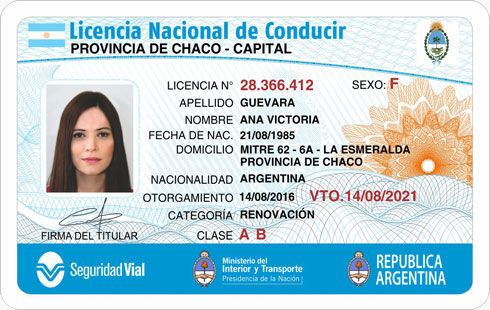 Licencia Nacional de Conducir
PROVINCIA DE CHACO - CAPITAL
LICENCIA N° 28.366.412 SEXO: F
APELLIDO GUEVARA
NOMBRE ANA VICTORIA
FECHA DE NAC. 21/08/1985
DOMICILIO MITRE 62 - 6A - LA ESMERALDA
PROVINCIA DE CHACO
NACIONALIDAD ARGENTINA
OTORGAMIENTO 14/08/2016 VTO.14/08/2021
CATEGORÍA RENOVACIÓN
FIRMA DEL TITULAR CLASE A B
Seguridad Vial
Ministerio del
Interior y Transporte
Presidencia de la Nación
REPUBLICA
ARGENTINA